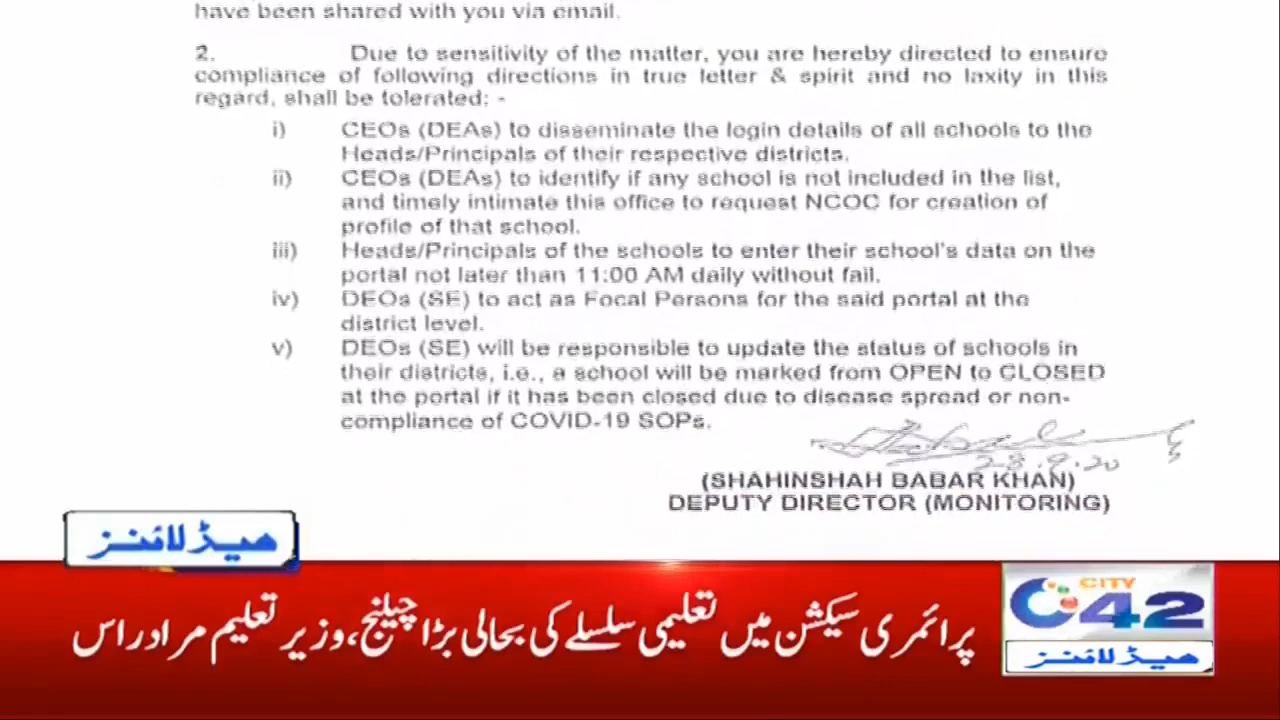 have been shared with you via email.
2. Due to sensitivity of the matter, you are hereby directed to ensure
compliance of following directions in true letter & spirit and no laxity in this
regard, shall be tolerated; -
i) CEOs (DEAs) to disseminate the login details of all schools to the
Heads/Principals of their respective districts.
ii) CEOs (DEAs) to identify if any school is not included in the list,
and timely intimate this office to request NCOC for creation of
profile of that school.
iii) Heads/Principals of the schools to enter their school's data on the
portal not later than 11:00 AM daily without fail.
iv) DEOs (SE) to act as Focal Persons for the said portal at the
district level.
v) DEOs (SE) will be responsible to update the status of schools in
their districts, i.e., a school will be marked from OPEN to CLOSED
at the portal if it has been closed due to disease spread or non-
compliance of COVID-19 SOPs.
28.9.20
(SHAHINSHAH BABAR KHAN)
DEPUTY DIRECTOR (MONITORING)
ہیڈلائنز
پرائمری سیکشن میں تعلیمی سلسلے کی بحالی بڑا چیلنج، وزیر تعلیم مراد راس
CITY
42
ہیڈلائنز